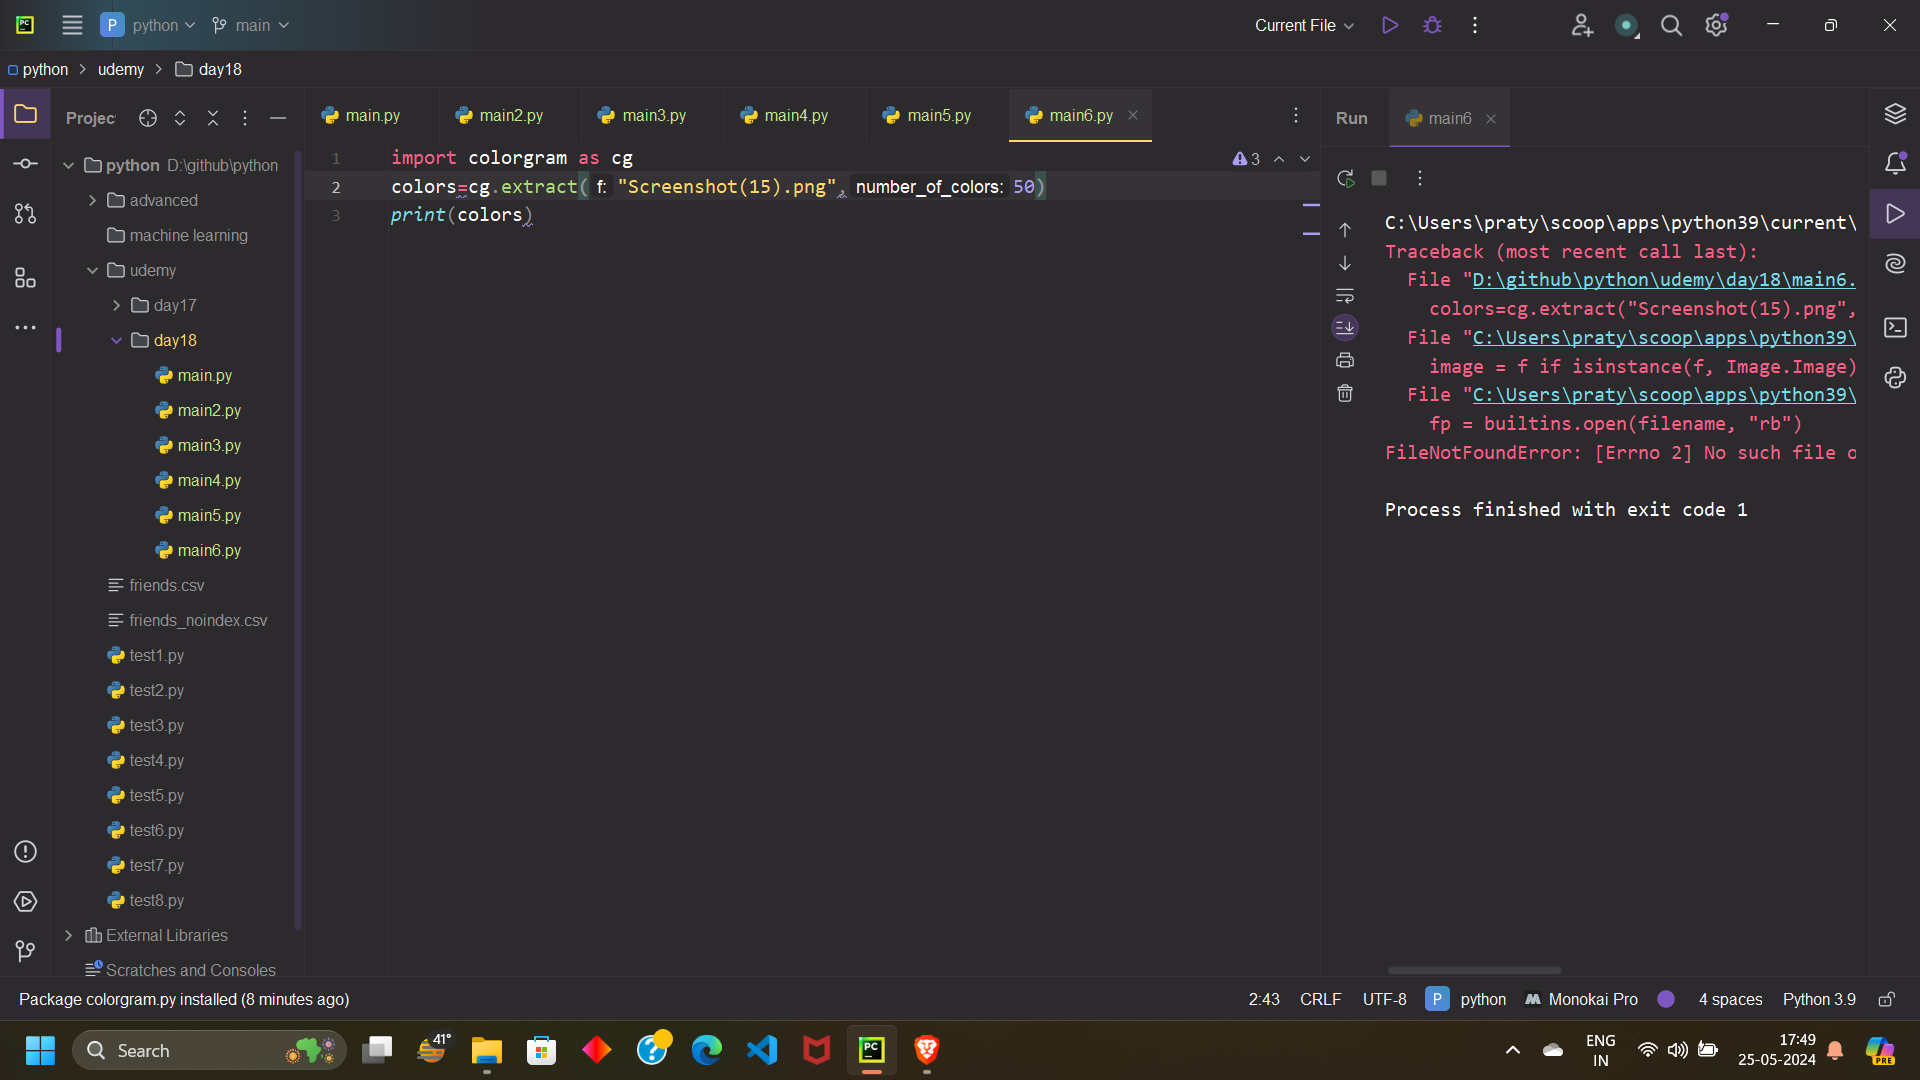 python main Current File
python > udemy > day18
Project
main.py main2.py main3.py main4.py main5.py main6.py
Run main6
python D:\github\python
advanced
machine learning
udemy
day17
day18
main.py
main2.py
main3.py
main4.py
main5.py
main6.py
friends.csv
friends_noindex.csv
test1.py
test2.py
test3.py
test4.py
test5.py
test6.py
test7.py
test8.py
External Libraries
Scratches and Consoles
1 import colorgram as cg
3
2 colors=cg.extract( f: "Screenshot(15).png", number_of_colors: 50)
3 print(colors)
C:\Users\praty\scoop\apps\python39\current\
Traceback (most recent call last):
File "D:\github\python\udemy\day18\main6.
colors=cg.extract("Screenshot(15).png",
File "C:\Users\praty\scoop\apps\python39\
image = f if isinstance(f, Image.Image)
File "C:\Users\praty\scoop\apps\python39\
fp = builtins.open(filename, "rb")
FileNotFoundError: [Errno 2] No such file o
Process finished with exit code 1
Package colorgram.py installed (8 minutes ago)
2:43 CRLF UTF-8 P python Monokai Pro 4 spaces Python 3.9
Search
41°
ENG
IN
17:49
25-05-2024
PRE